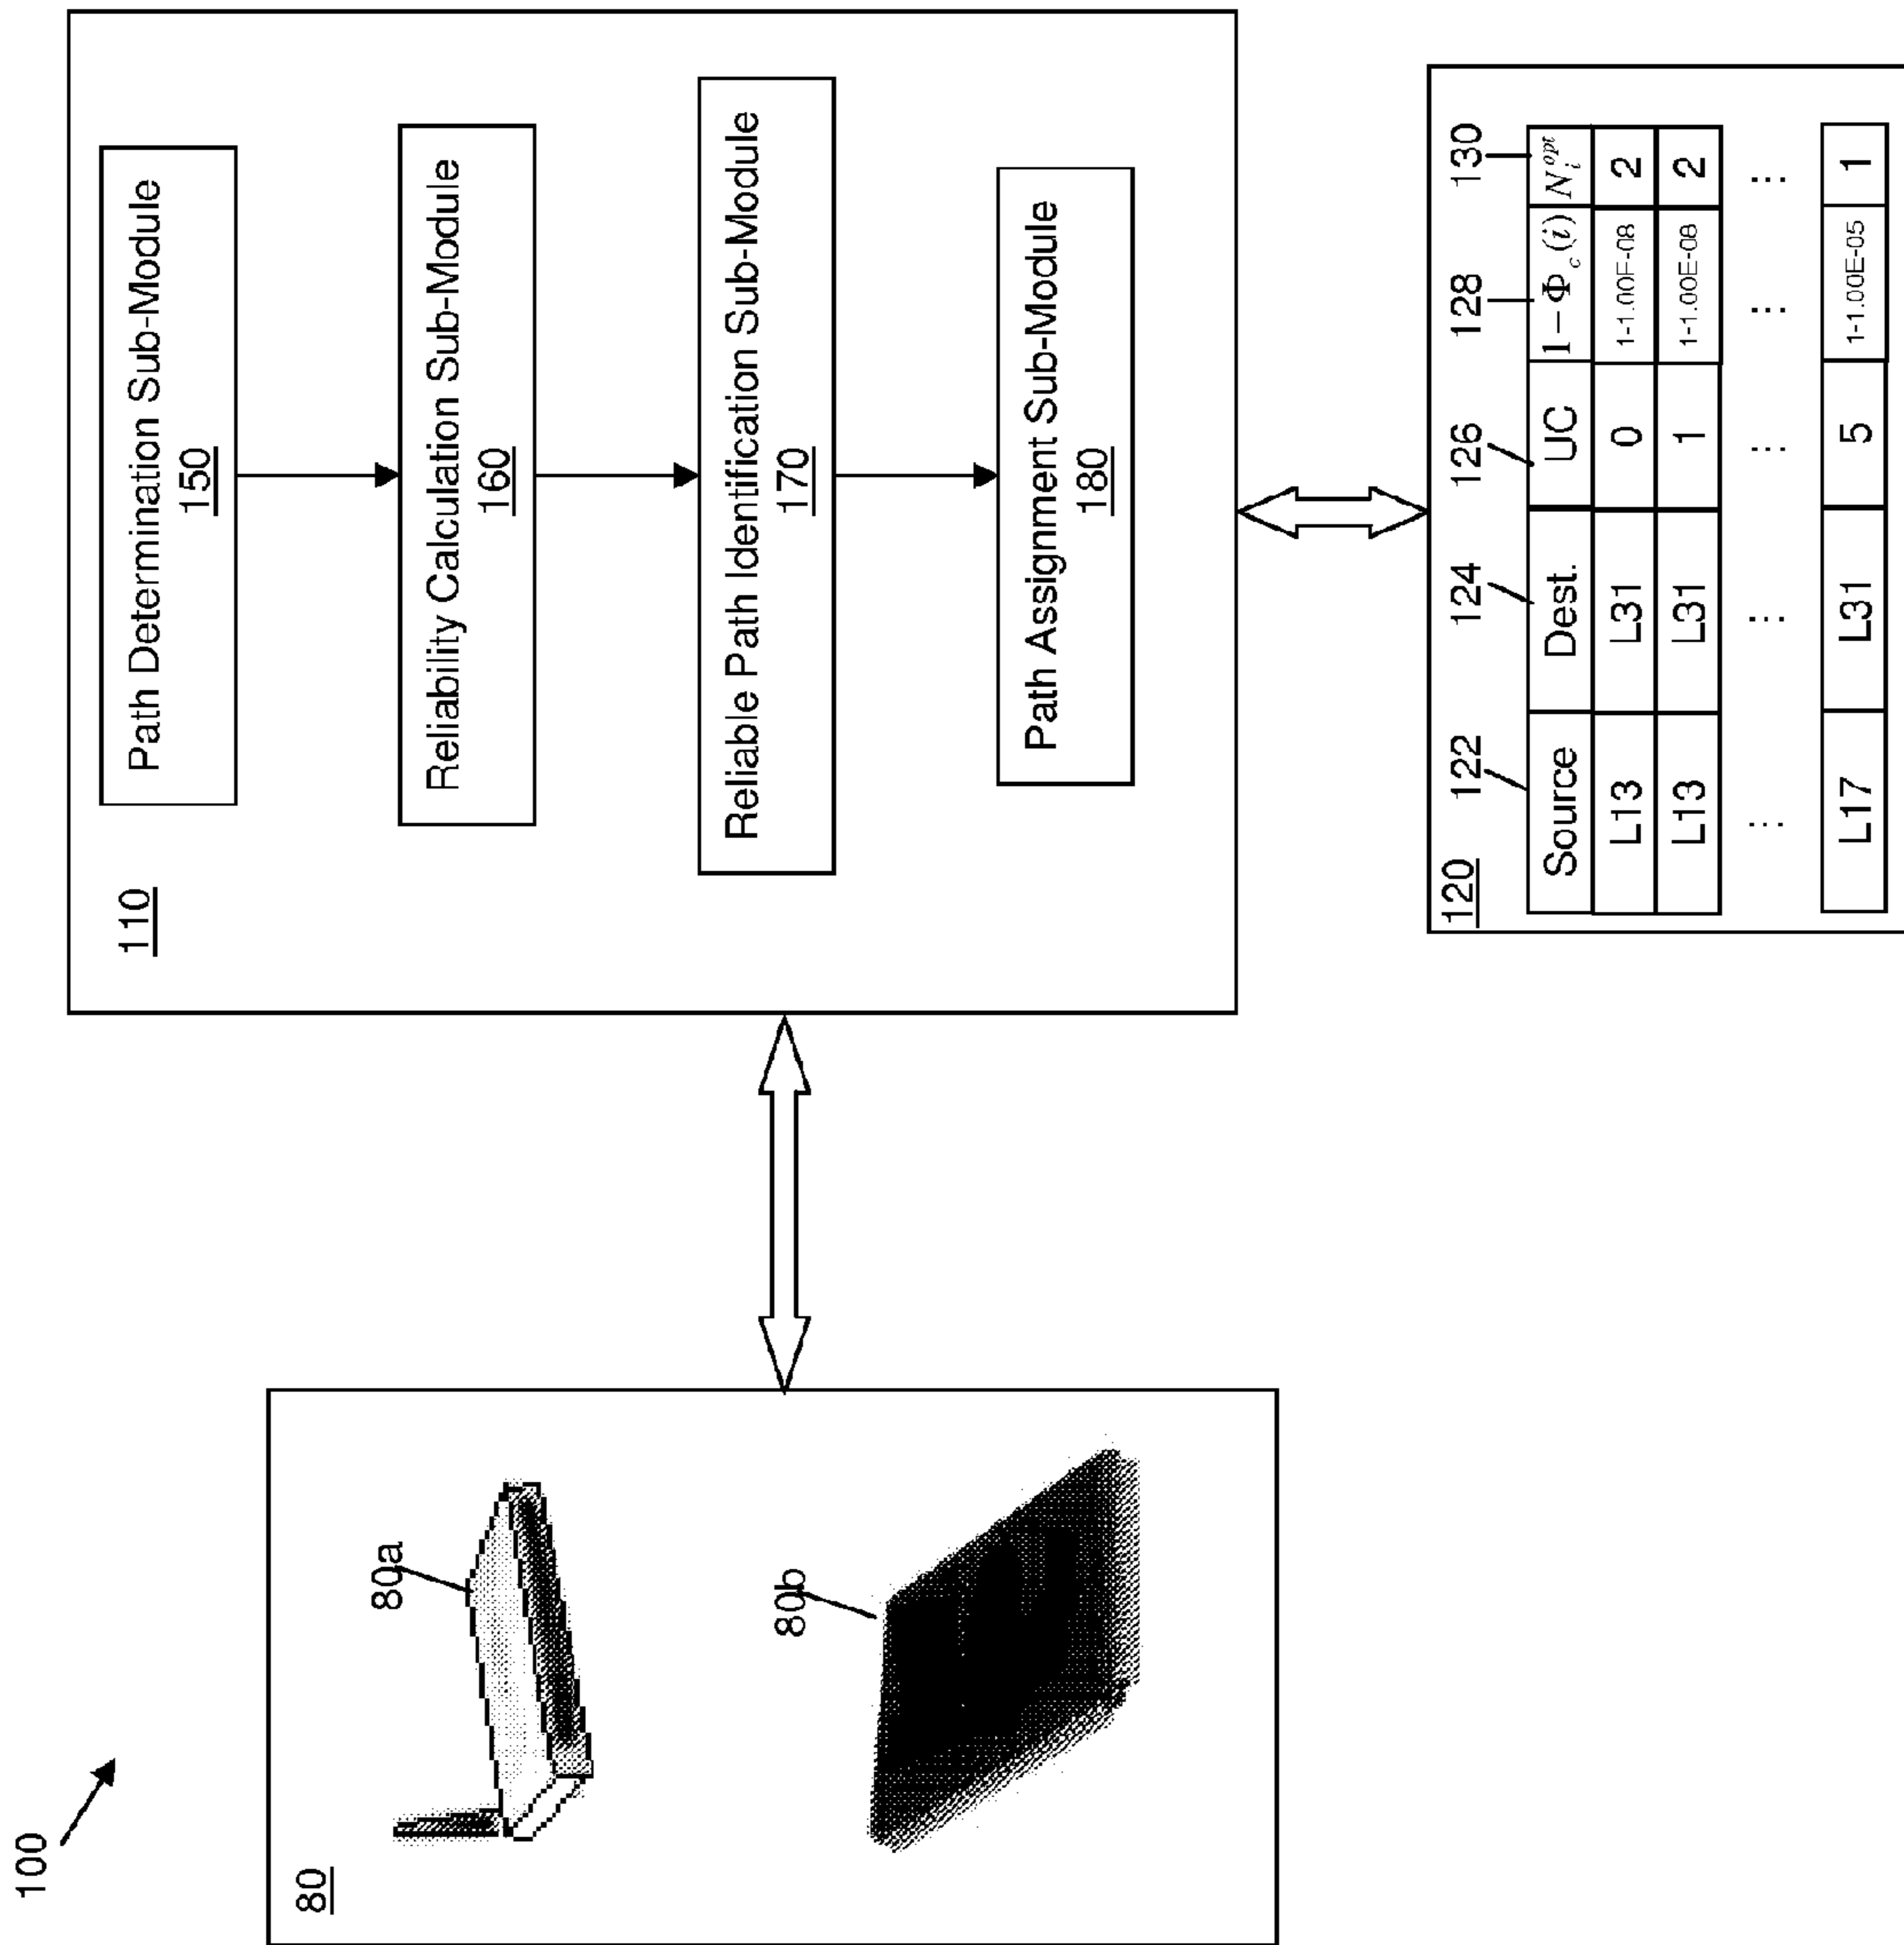 100
80
80a
80b
110
Path Determination Sub-Module
150
Reliability Calculation Sub-Module
160
Reliable Path Identification Sub-Module
170
Path Assignment Sub-Module
180
120
122 124 126 128 130
Source Dest. UC 1−Φc(i) Ni^opt
L13 L31 0 1-1.00F-08 2
L13 L31 1 1-1.00E-08 2
... ... ... ... ...
L17 L31 5 1-1.00E-05 1